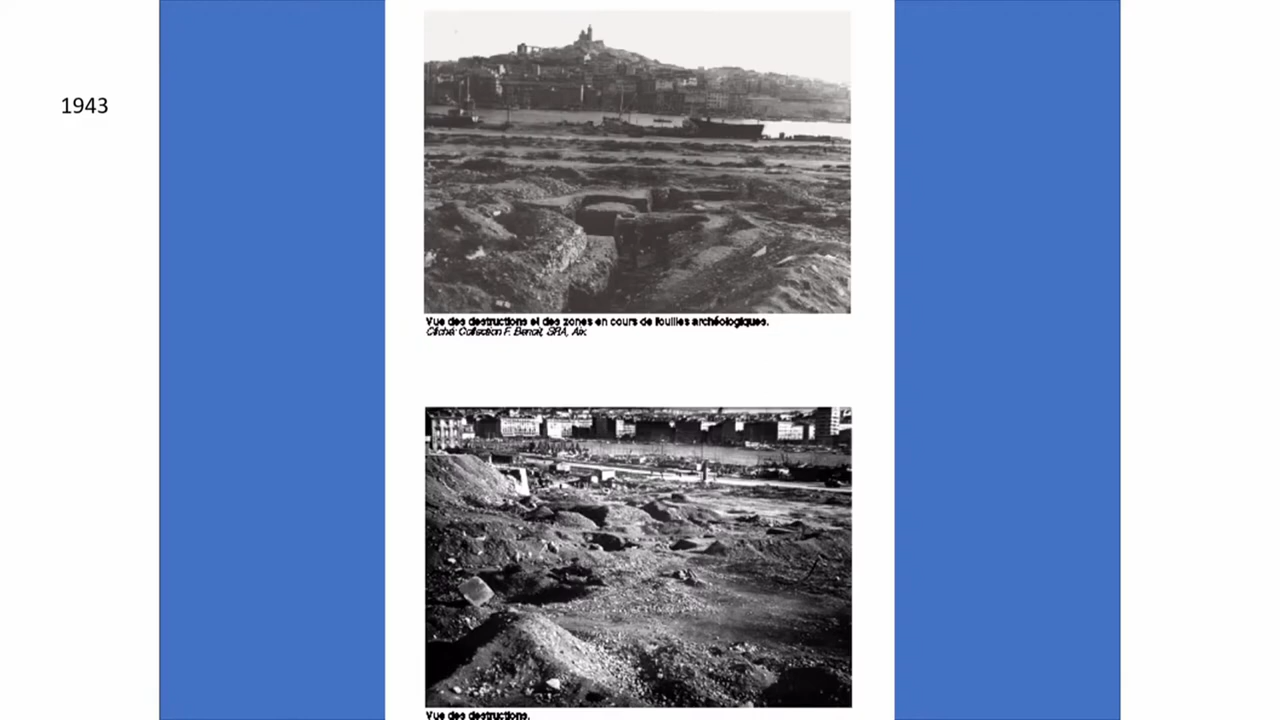 1943
Vue des destructions et des zones en cours de fouilles archéologiques.
Cliché: Collection F. Benoit, SRA, Aix.
Vue des destructions.